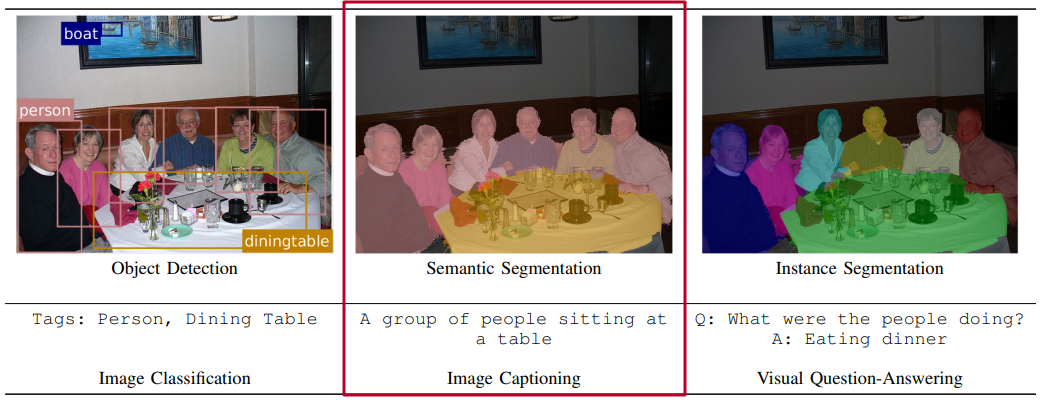 boat
person
diningtable
Object Detection
Semantic Segmentation
Instance Segmentation
Tags: Person, Dining Table
A group of people sitting at
a table
Q: What were the people doing?
A: Eating dinner
Image Classification
Image Captioning
Visual Question-Answering